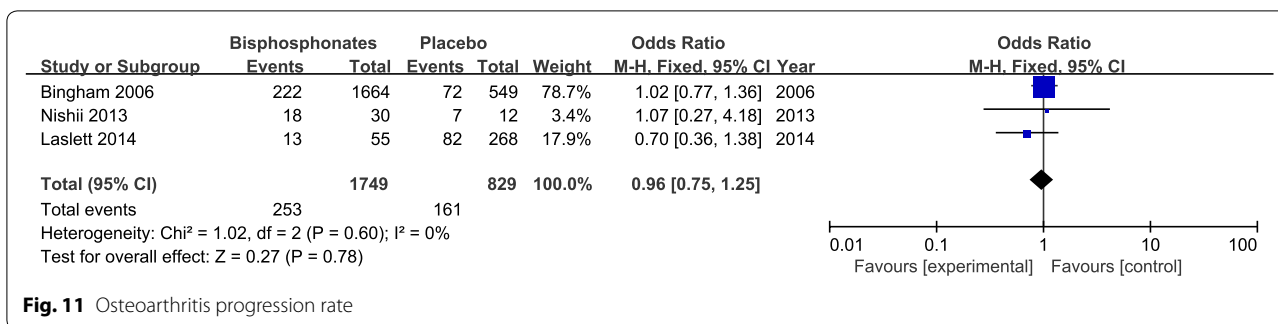 Bisphosphonates Placebo Odds Ratio Odds Ratio
Study or Subgroup Events Total Events Total Weight M-H, Fixed, 95% CI Year M-H, Fixed, 95% CI
Bingham 2006 222 1664 72 549 78.7% 1.02 [0.77, 1.36] 2006
Nishii 2013 18 30 7 12 3.4% 1.07 [0.27, 4.18] 2013
Laslett 2014 13 55 82 268 17.9% 0.70 [0.36, 1.38] 2014
Total (95% CI) 1749 829 100.0% 0.96 [0.75, 1.25]
Total events 253 161
Heterogeneity: Chi² = 1.02, df = 2 (P = 0.60); I² = 0%
Test for overall effect: Z = 0.27 (P = 0.78)
0.01 0.1 1 10 100
Favours [experimental] Favours [control]
Fig. 11 Osteoarthritis progression rate